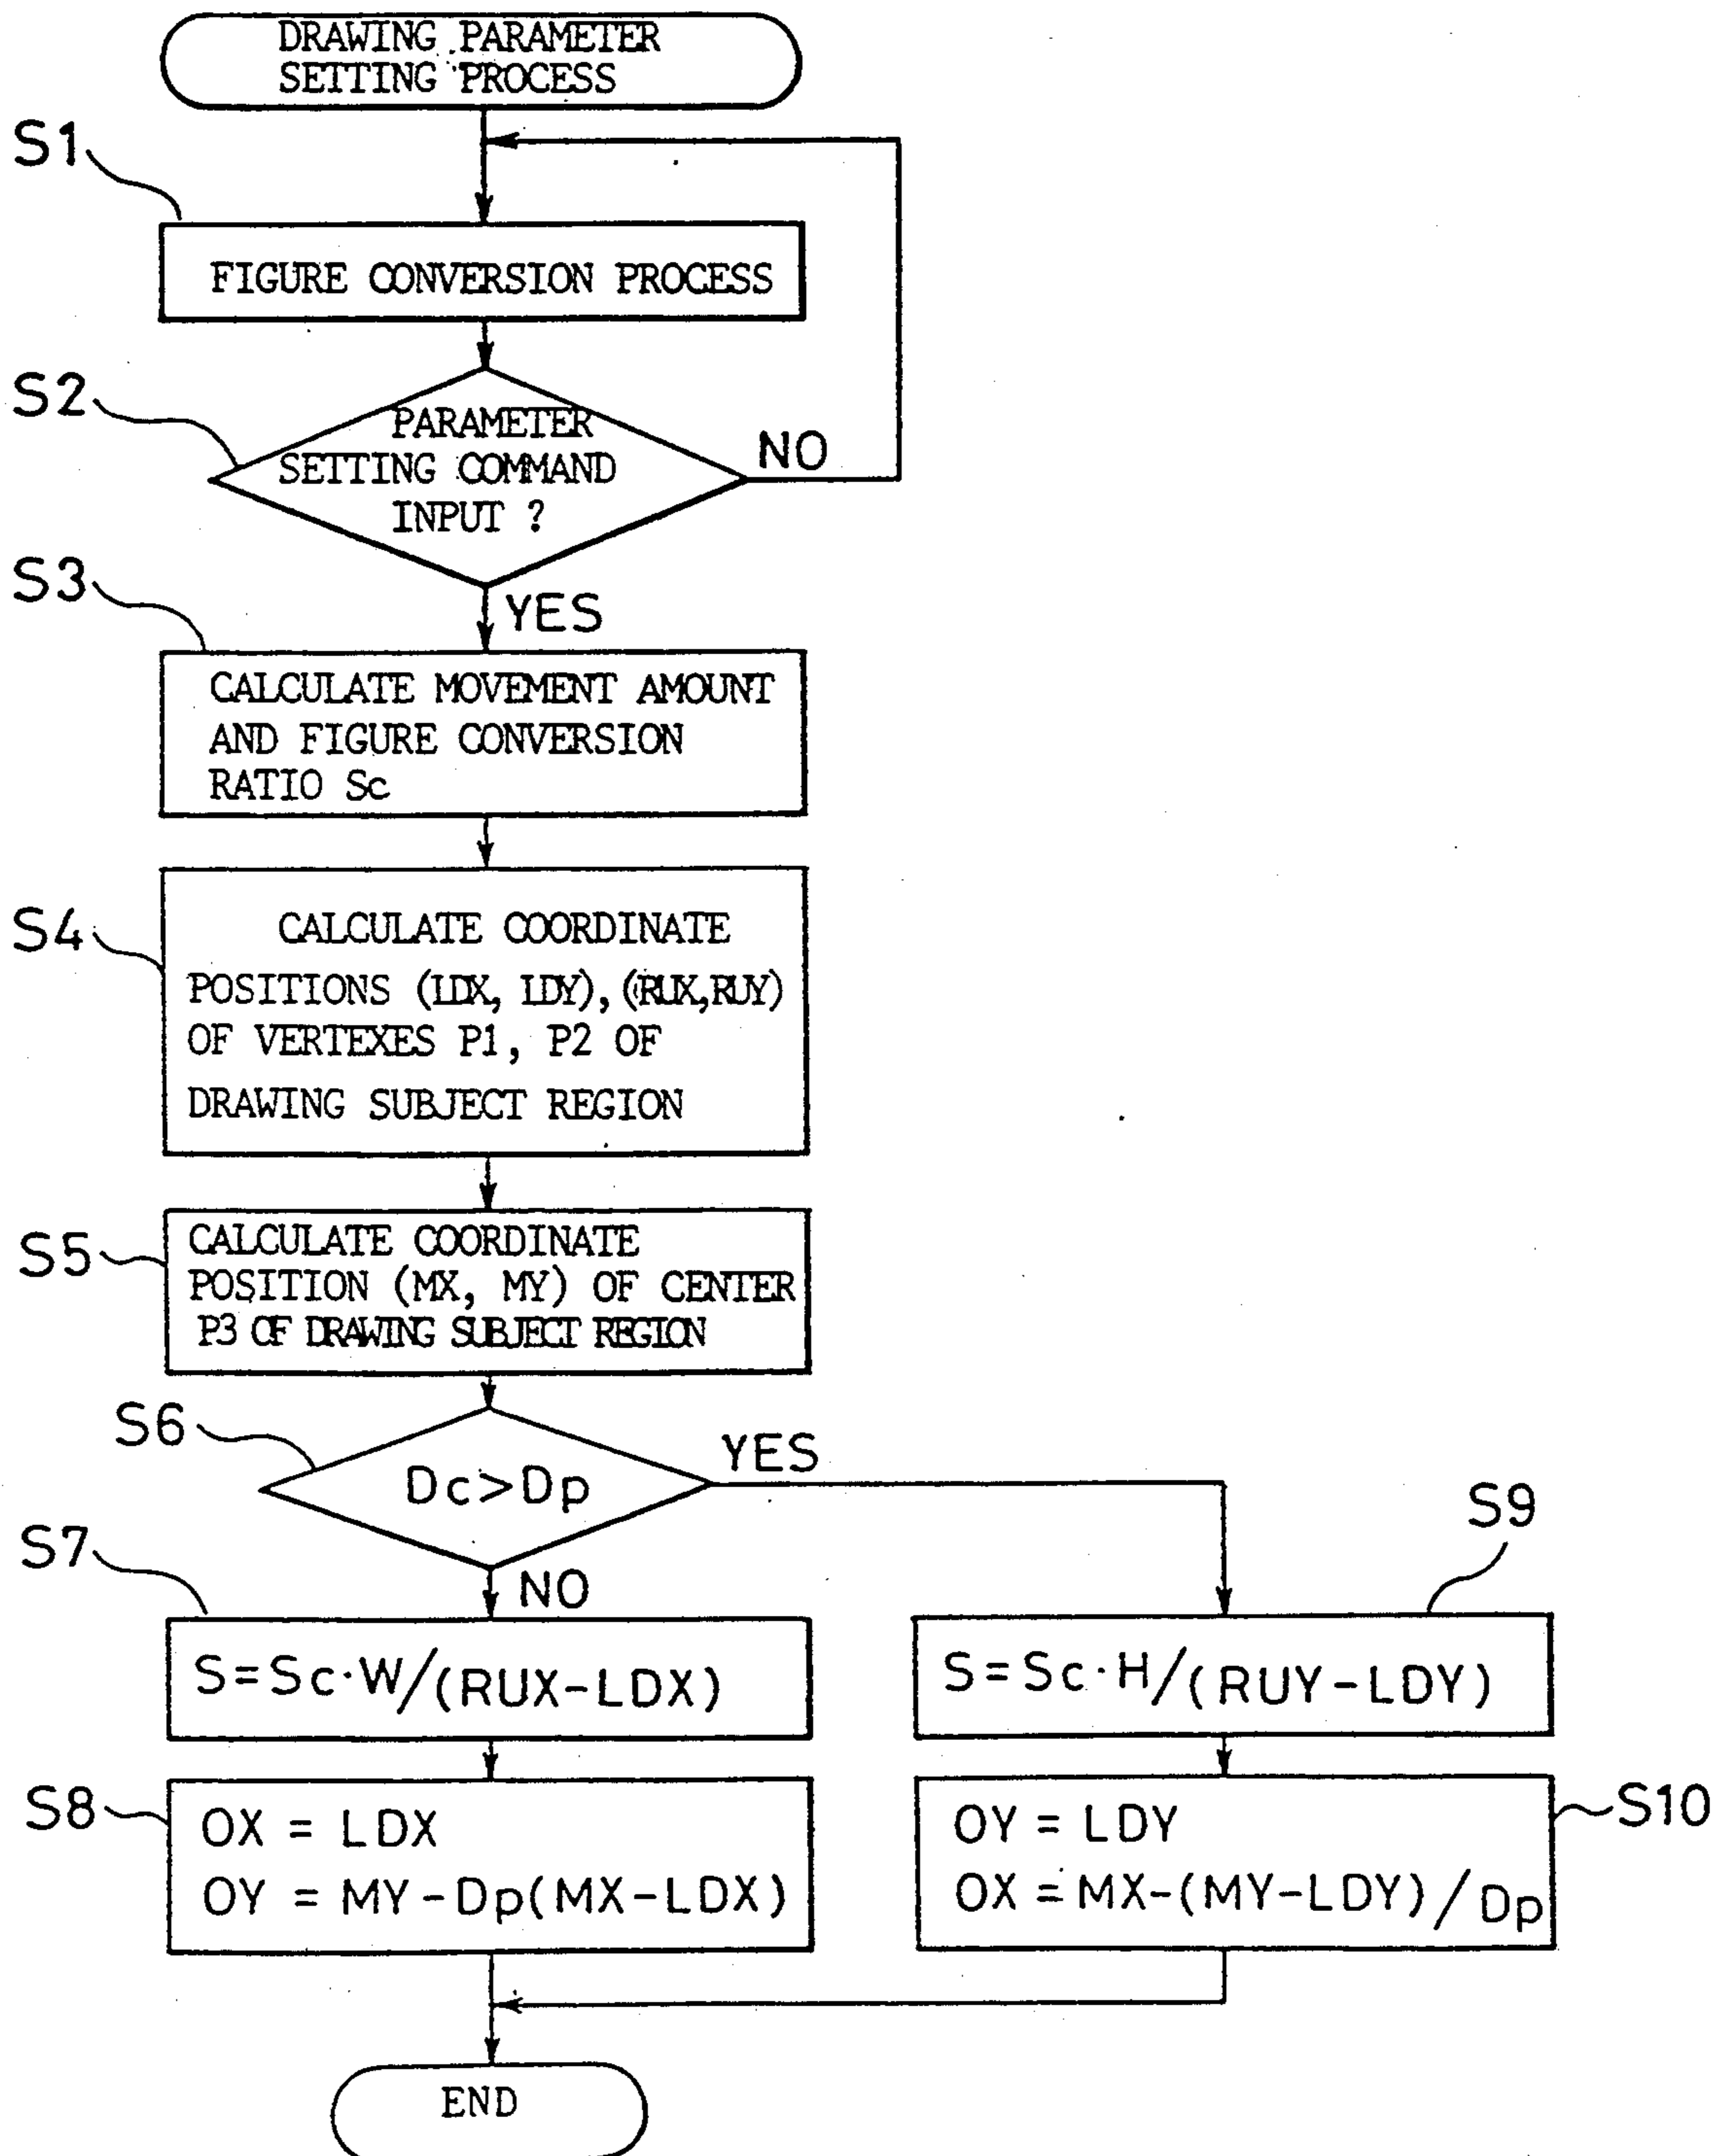 DRAWING PARAMETER
SETTING PROCESS
S1
FIGURE CONVERSION PROCESS
S2
PARAMETER
SETTING COMMAND
INPUT ?
NO
S3
YES
CALCULATE MOVEMENT AMOUNT
AND FIGURE CONVERSION
RATIO Sc
S4
CALCULATE COORDINATE
POSITIONS (LDX, LDY), (RUX,RUY)
OF VERTEXES P1, P2 OF
DRAWING SUBJECT REGION
S5
CALCULATE COORDINATE
POSITION (MX, MY) OF CENTER
P3 OF DRAWING SUBJECT REGION
S6
Dc>Dp
YES
S7
NO
S=Sc·W/(RUX-LDX)
S8
OX = LDX
OY = MY-Dp(MX-LDX)
S9
S=Sc·H/(RUY-LDY)
S10
OY = LDY
OX = MX-(MY-LDY)/Dp
END